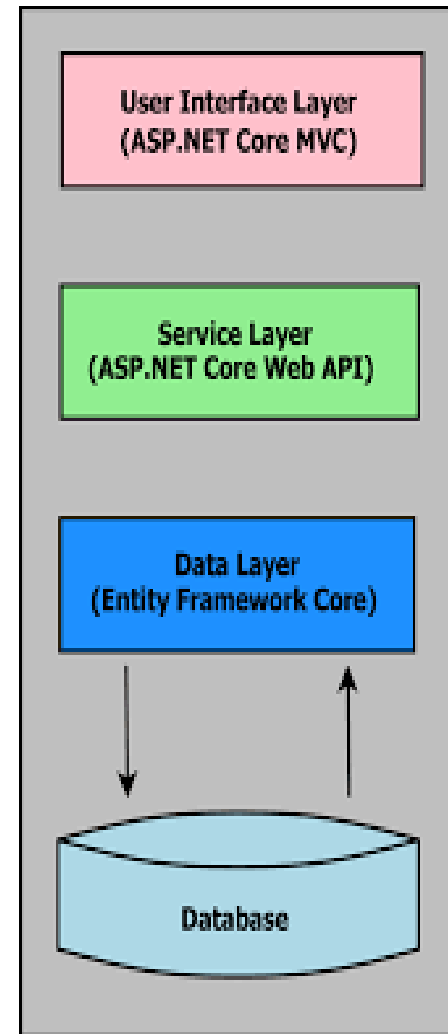 User Interface Layer
(ASP.NET Core MVC)
Service Layer
(ASP.NET Core Web API)
Data Layer
(Entity Framework Core)
Database